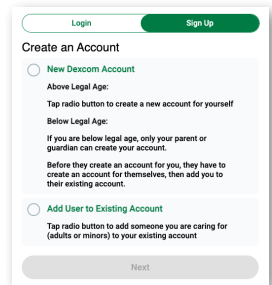 Login
Sign Up
Create an Account
New Dexcom Account
Above Legal Age:
Tap radio button to create a new account for yourself
Below Legal Age:
If you are below legal age, only your parent or
guardian can create your account.
Before they create an account for you, they have to
create an account for themselves, then add you to
their existing account.
Add User to Existing Account
Tap radio button to add someone you are caring for
(adults or minors) to your existing account
Next